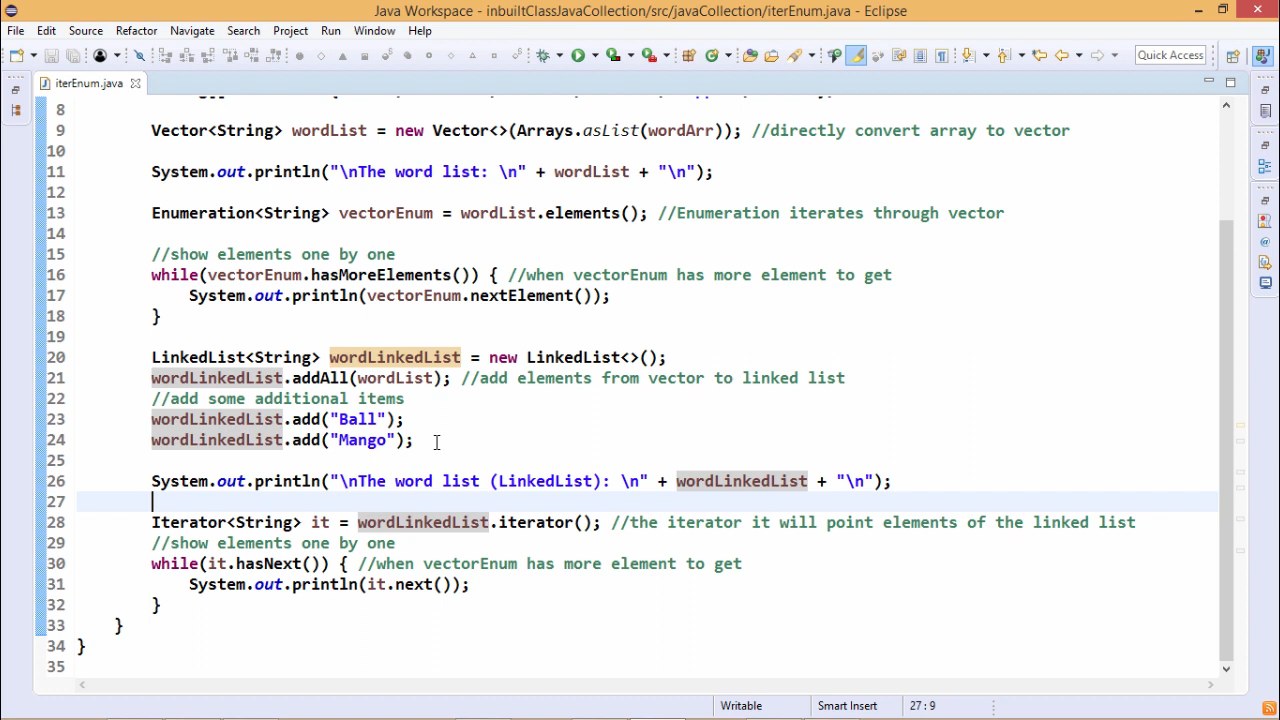 Java Workspace - inbuiltClassJavaCollection/src/javaCollection/iterEnum.java - Eclipse
File Edit Source Refactor Navigate Search Project Run Window Help
Quick Access
iterEnum.java
8
9 Vector<String> wordList = new Vector<>(Arrays.asList(wordArr)); //directly convert array to vector
10
11 System.out.println("\nThe word list: \n" + wordList + "\n");
12
13 Enumeration<String> vectorEnum = wordList.elements(); //Enumeration iterates through vector
14
15 //show elements one by one
16 while(vectorEnum.hasMoreElements()) { //when vectorEnum has more element to get
17 System.out.println(vectorEnum.nextElement());
18 }
19
20 LinkedList<String> wordLinkedList = new LinkedList<>();
21 wordLinkedList.addAll(wordList); //add elements from vector to linked list
22 //add some additional items
23 wordLinkedList.add("Ball");
24 wordLinkedList.add("Mango");
25
26 System.out.println("\nThe word list (LinkedList): \n" + wordLinkedList + "\n");
27
28 Iterator<String> it = wordLinkedList.iterator(); //the iterator it will point elements of the linked list
29 //show elements one by one
30 while(it.hasNext()) { //when vectorEnum has more element to get
31 System.out.println(it.next());
32 }
33 }
34 }
35
Writable Smart Insert 27 : 9